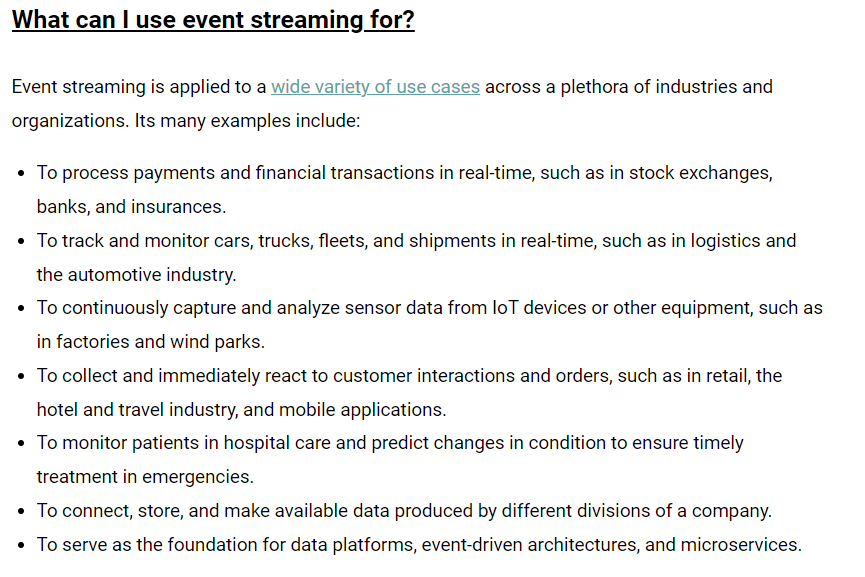 What can I use event streaming for?
Event streaming is applied to a wide variety of use cases across a plethora of industries and
organizations. Its many examples include:
• To process payments and financial transactions in real-time, such as in stock exchanges,
banks, and insurances.
• To track and monitor cars, trucks, fleets, and shipments in real-time, such as in logistics and
the automotive industry.
• To continuously capture and analyze sensor data from IoT devices or other equipment, such as
in factories and wind parks.
• To collect and immediately react to customer interactions and orders, such as in retail, the
hotel and travel industry, and mobile applications.
• To monitor patients in hospital care and predict changes in condition to ensure timely
treatment in emergencies.
• To connect, store, and make available data produced by different divisions of a company.
• To serve as the foundation for data platforms, event-driven architectures, and microservices.